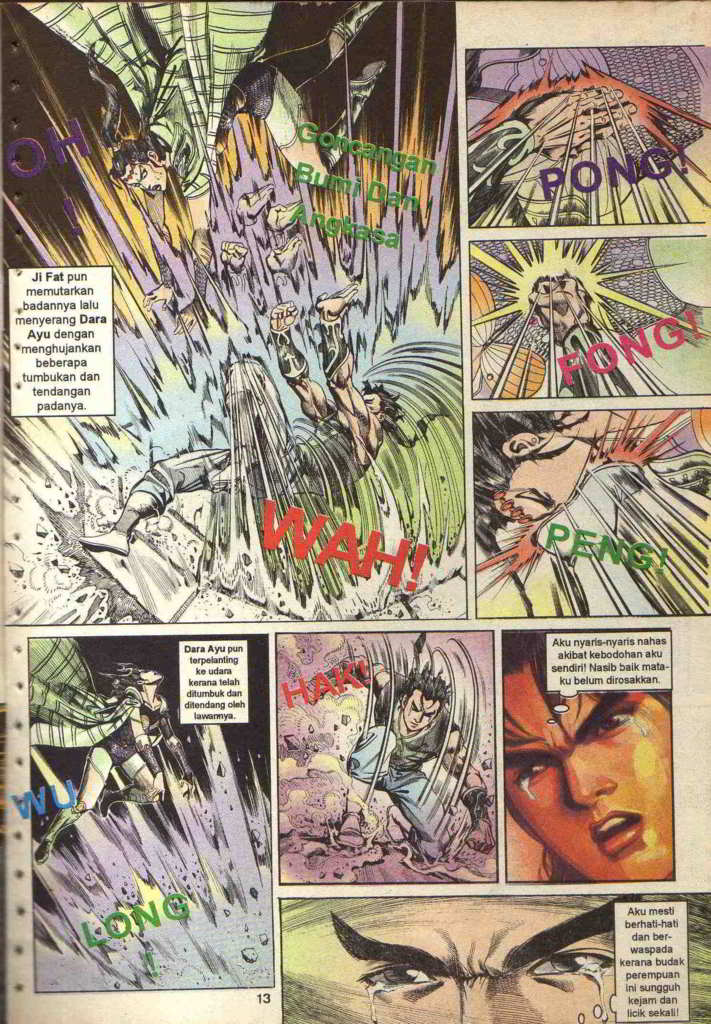 OH
!
Goncangan
Bumi Dan
Angkasa
Ji Fat pun
memutarkan
badannya lalu
menyerang Dara
Ayu dengan
menghujankan
beberapa
tumbukan dan
tendangan
padanya.
WAH!
PONG!
FONG!
PENG!
Dara Ayu pun
terpelanting
ke udara
kerana telah
ditumbuk dan
ditendang oleh
lawannya.
WU
LONG
!
HAK!
Aku nyaris-nyaris nahas
akibat kebodohan aku
sendiri! Nasib baik mata-
ku belum dirosakkan.
Aku mesti
berhati-hati
dan ber-
waspada
kerana budak
perempuan
ini sungguh
kejam dan
licik sekali!
13